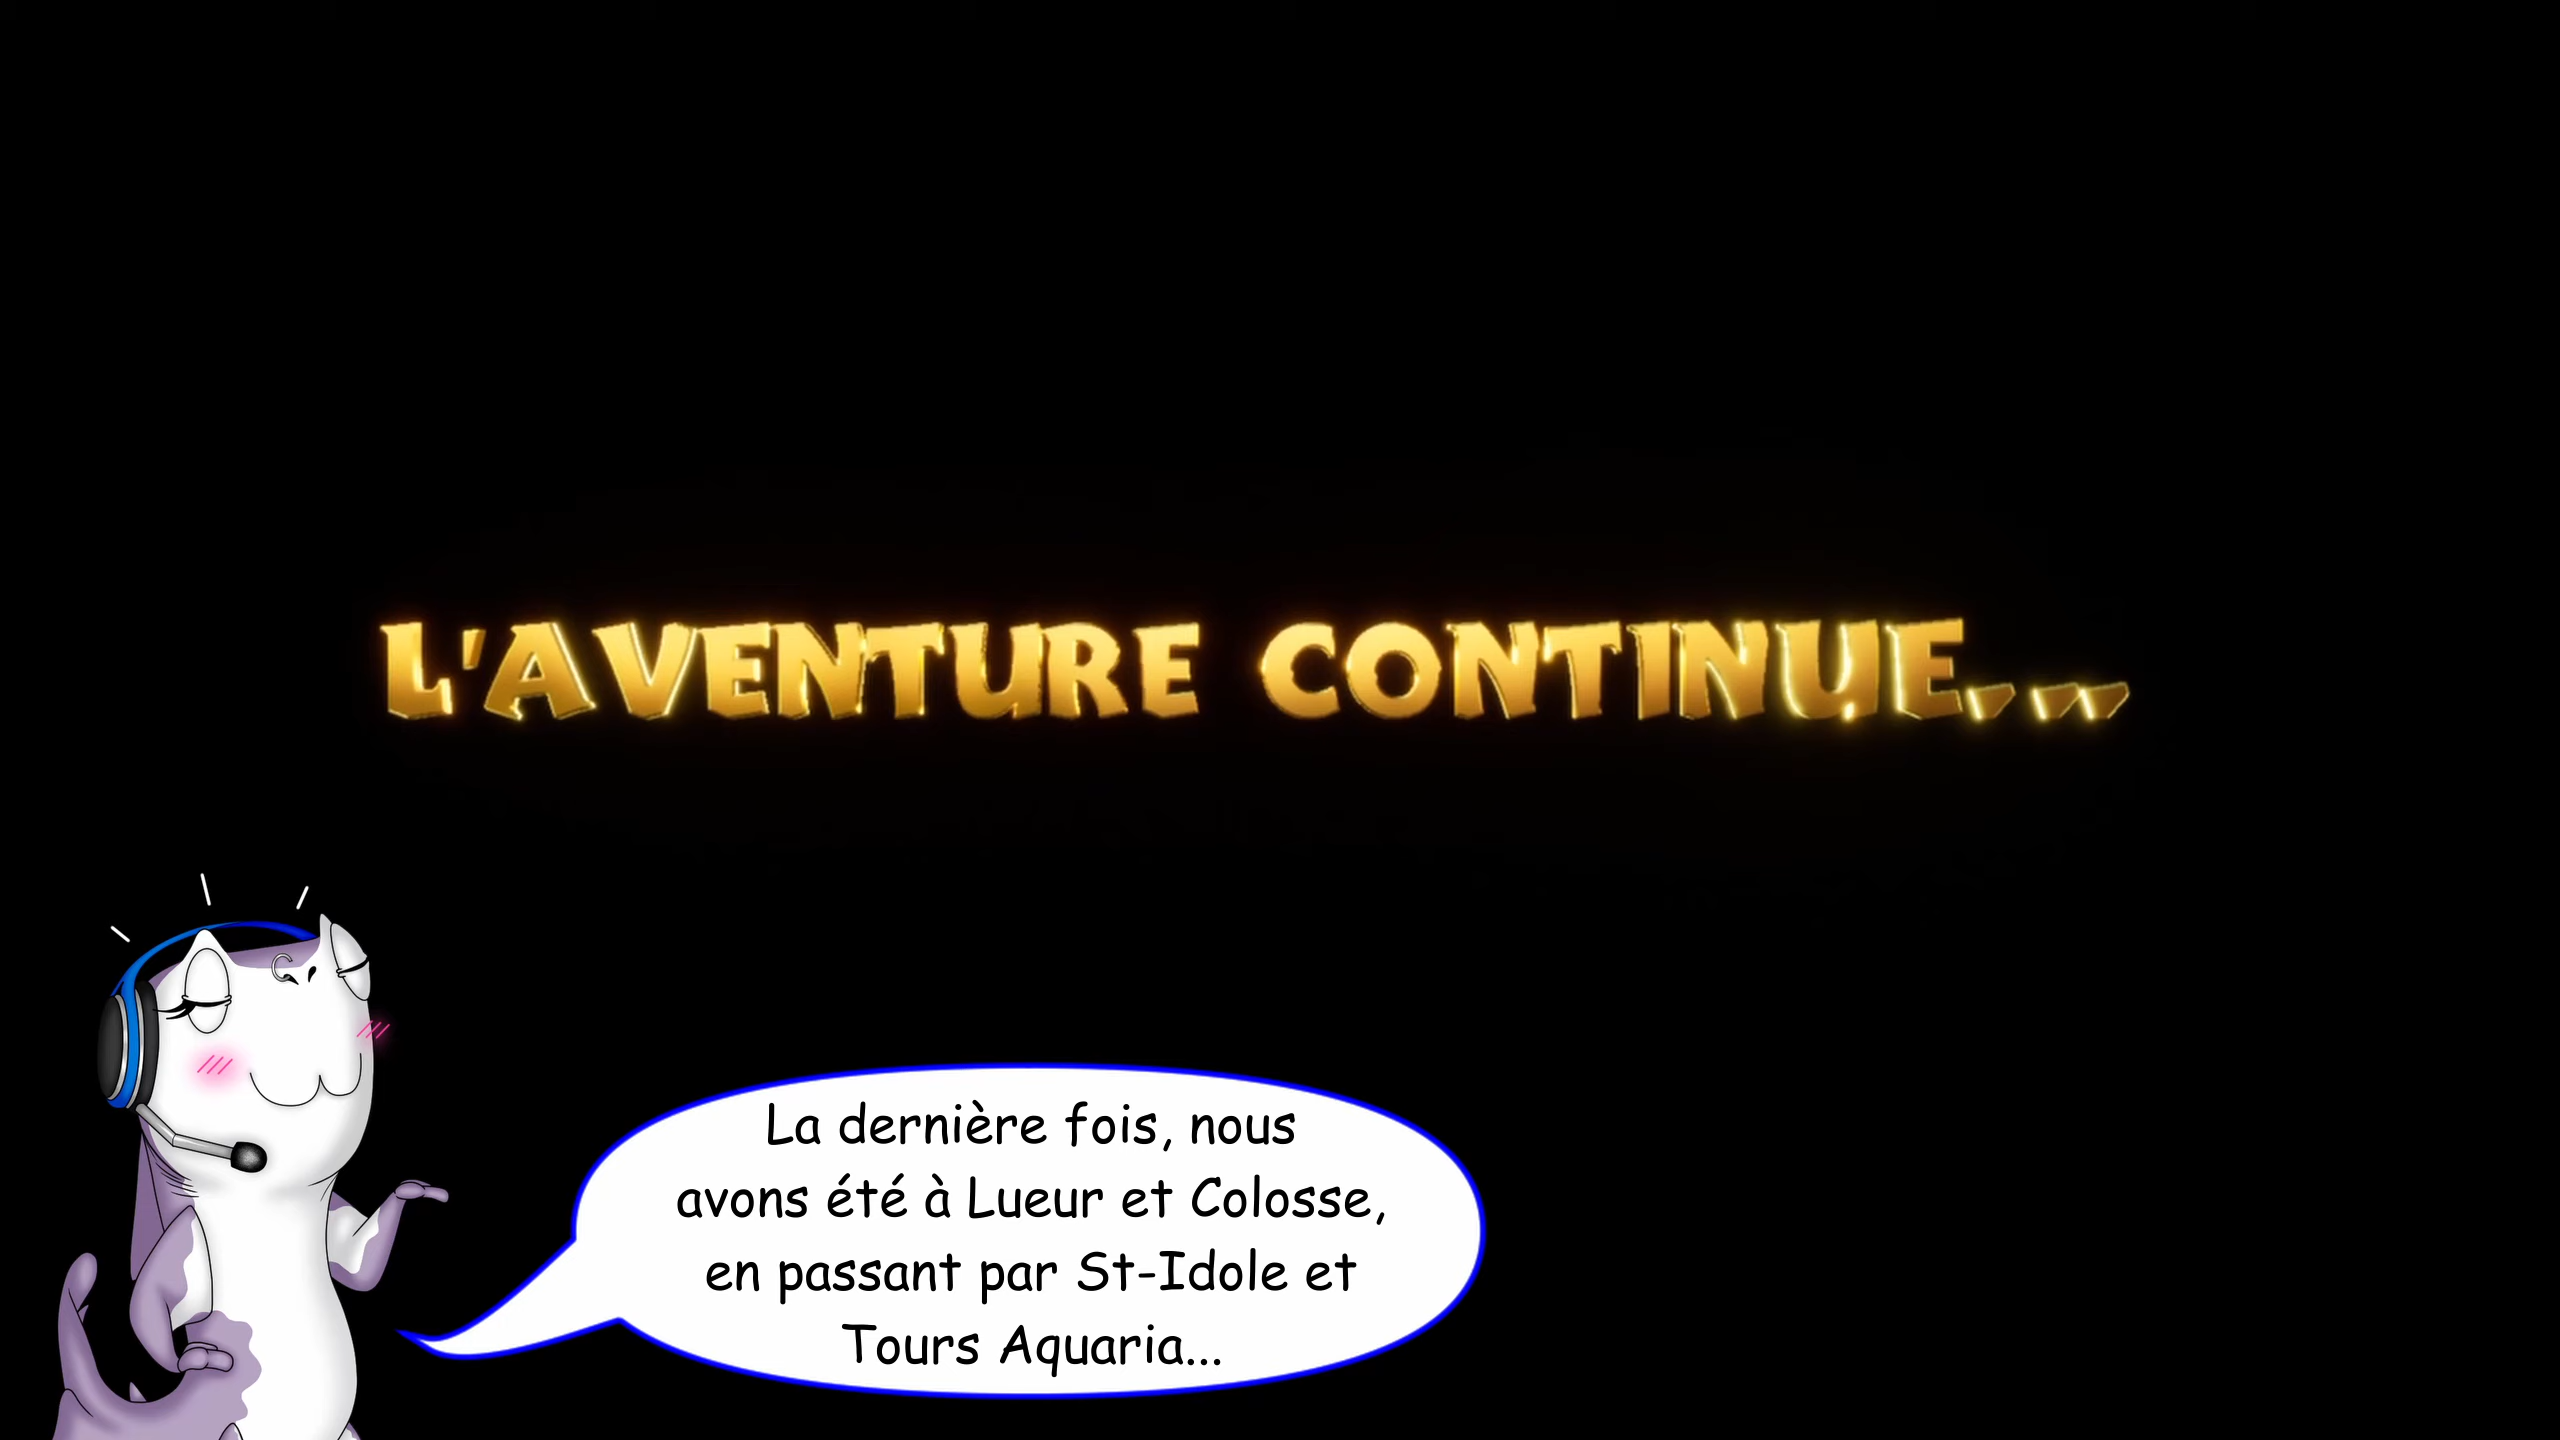 L'AVENTURE CONTINUE...
La dernière fois, nous
avons été à Lueur et Colosse,
en passant par St-Idole et
Tours Aquaria...